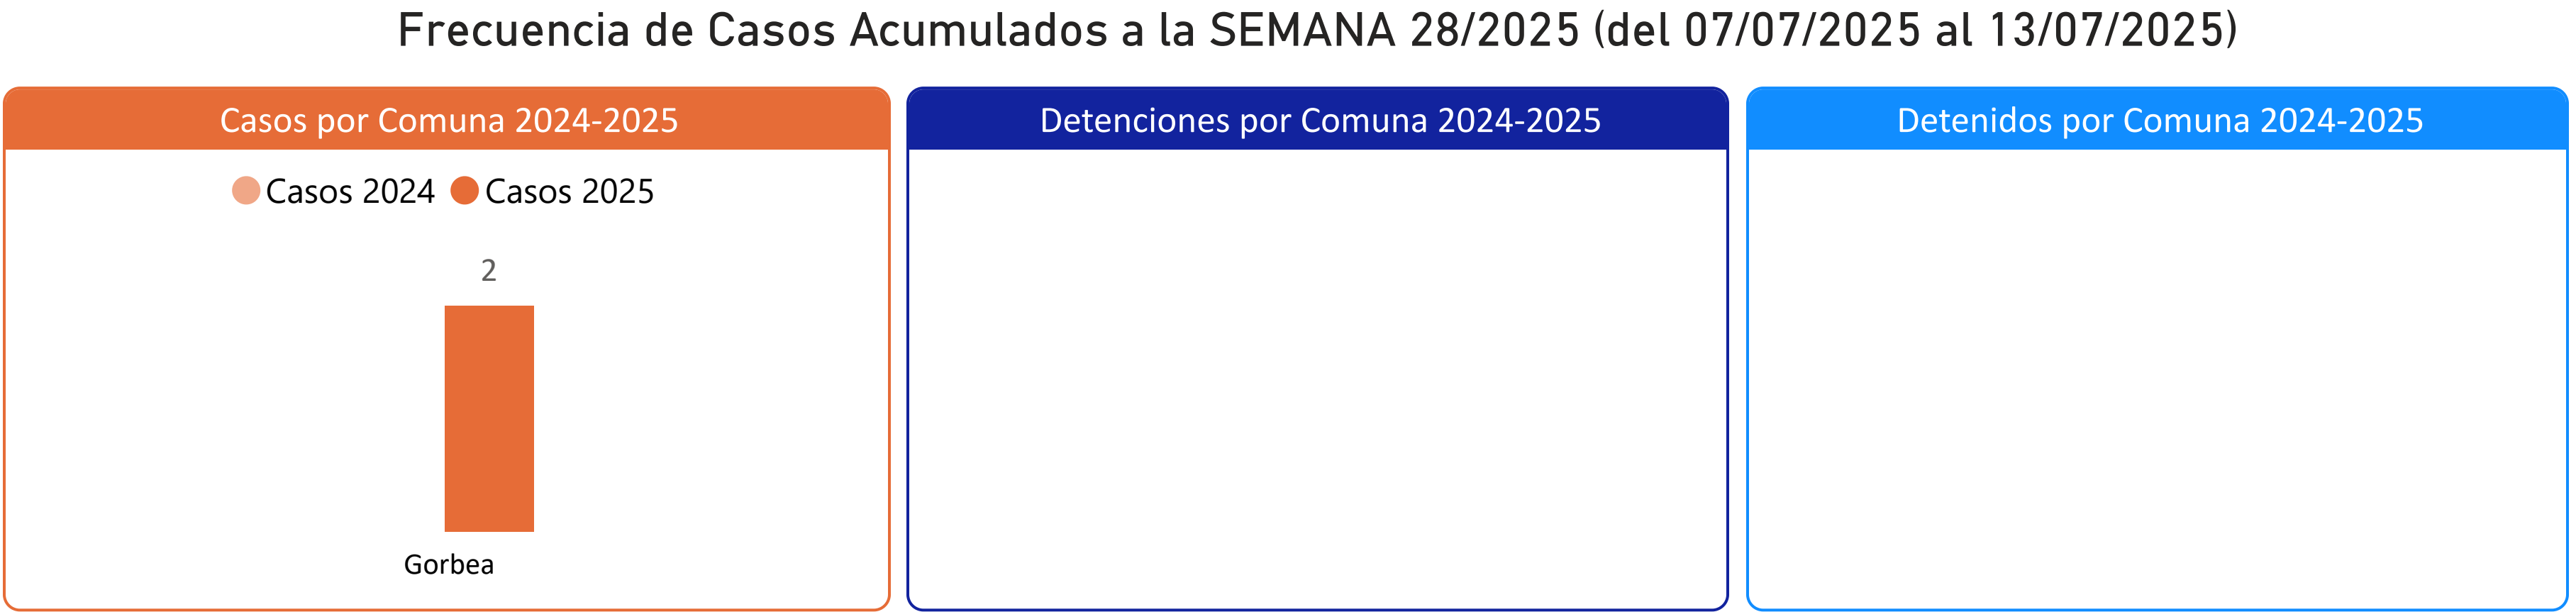 Frecuencia de Casos Acumulados a la SEMANA 28/2025 (del 07/07/2025 al 13/07/2025)
Casos por Comuna 2024-2025
Casos 2024 Casos 2025
2
Gorbea
Detenciones por Comuna 2024-2025
Detenidos por Comuna 2024-2025